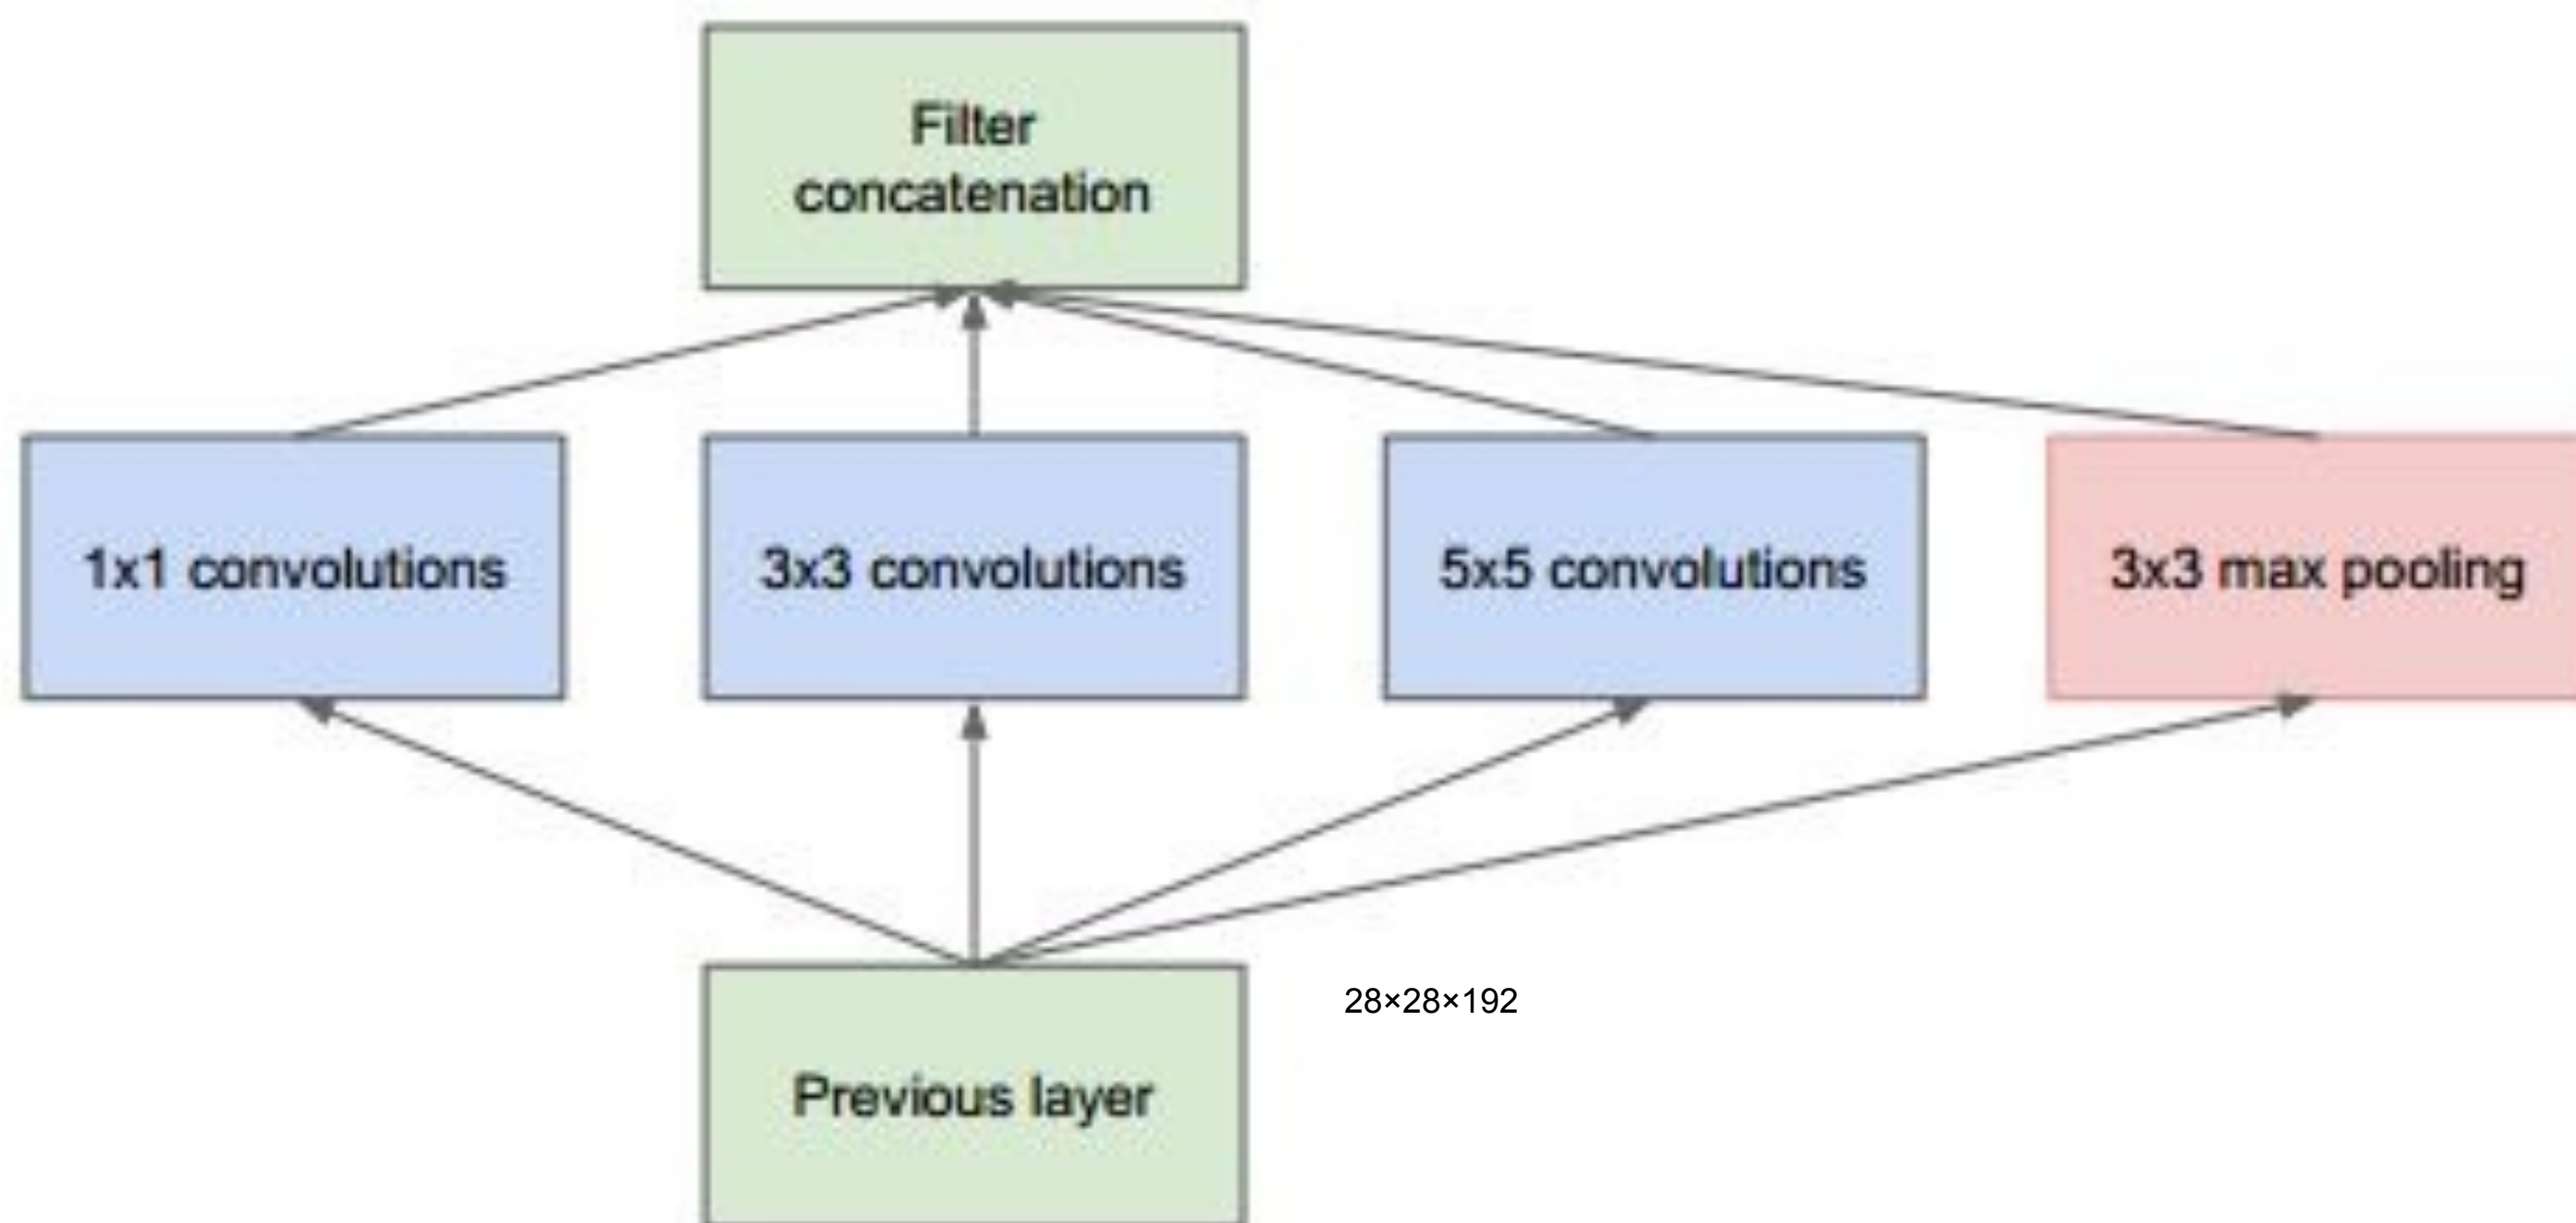 Filter
concatenation
1x1 convolutions
3x3 convolutions
5x5 convolutions
3x3 max pooling
28×28×192
Previous layer